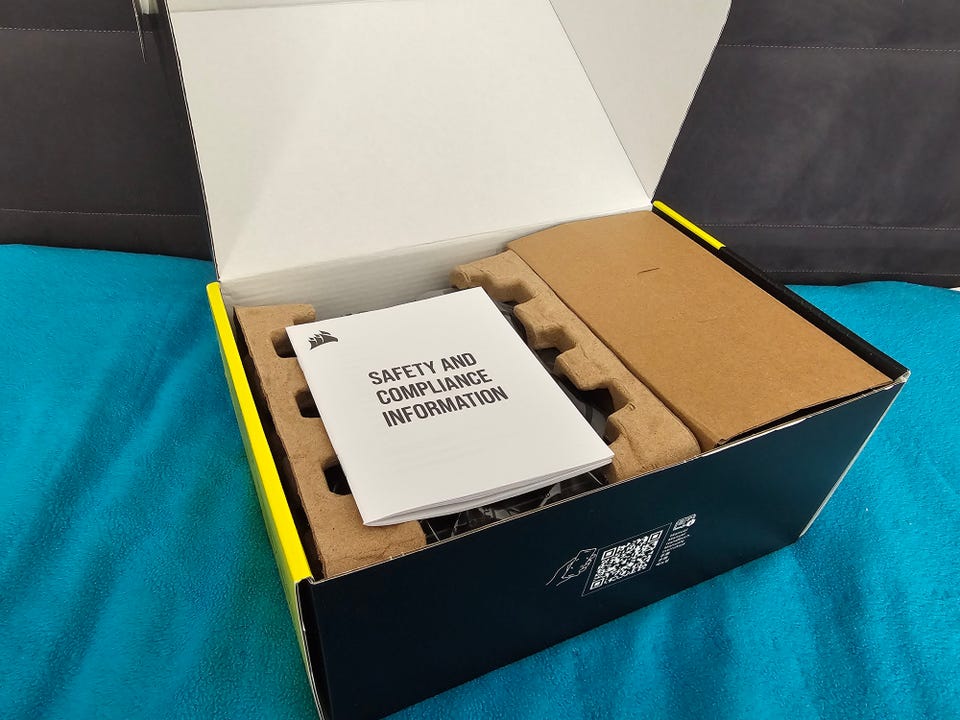 SAFETY AND
COMPLIANCE
INFORMATION